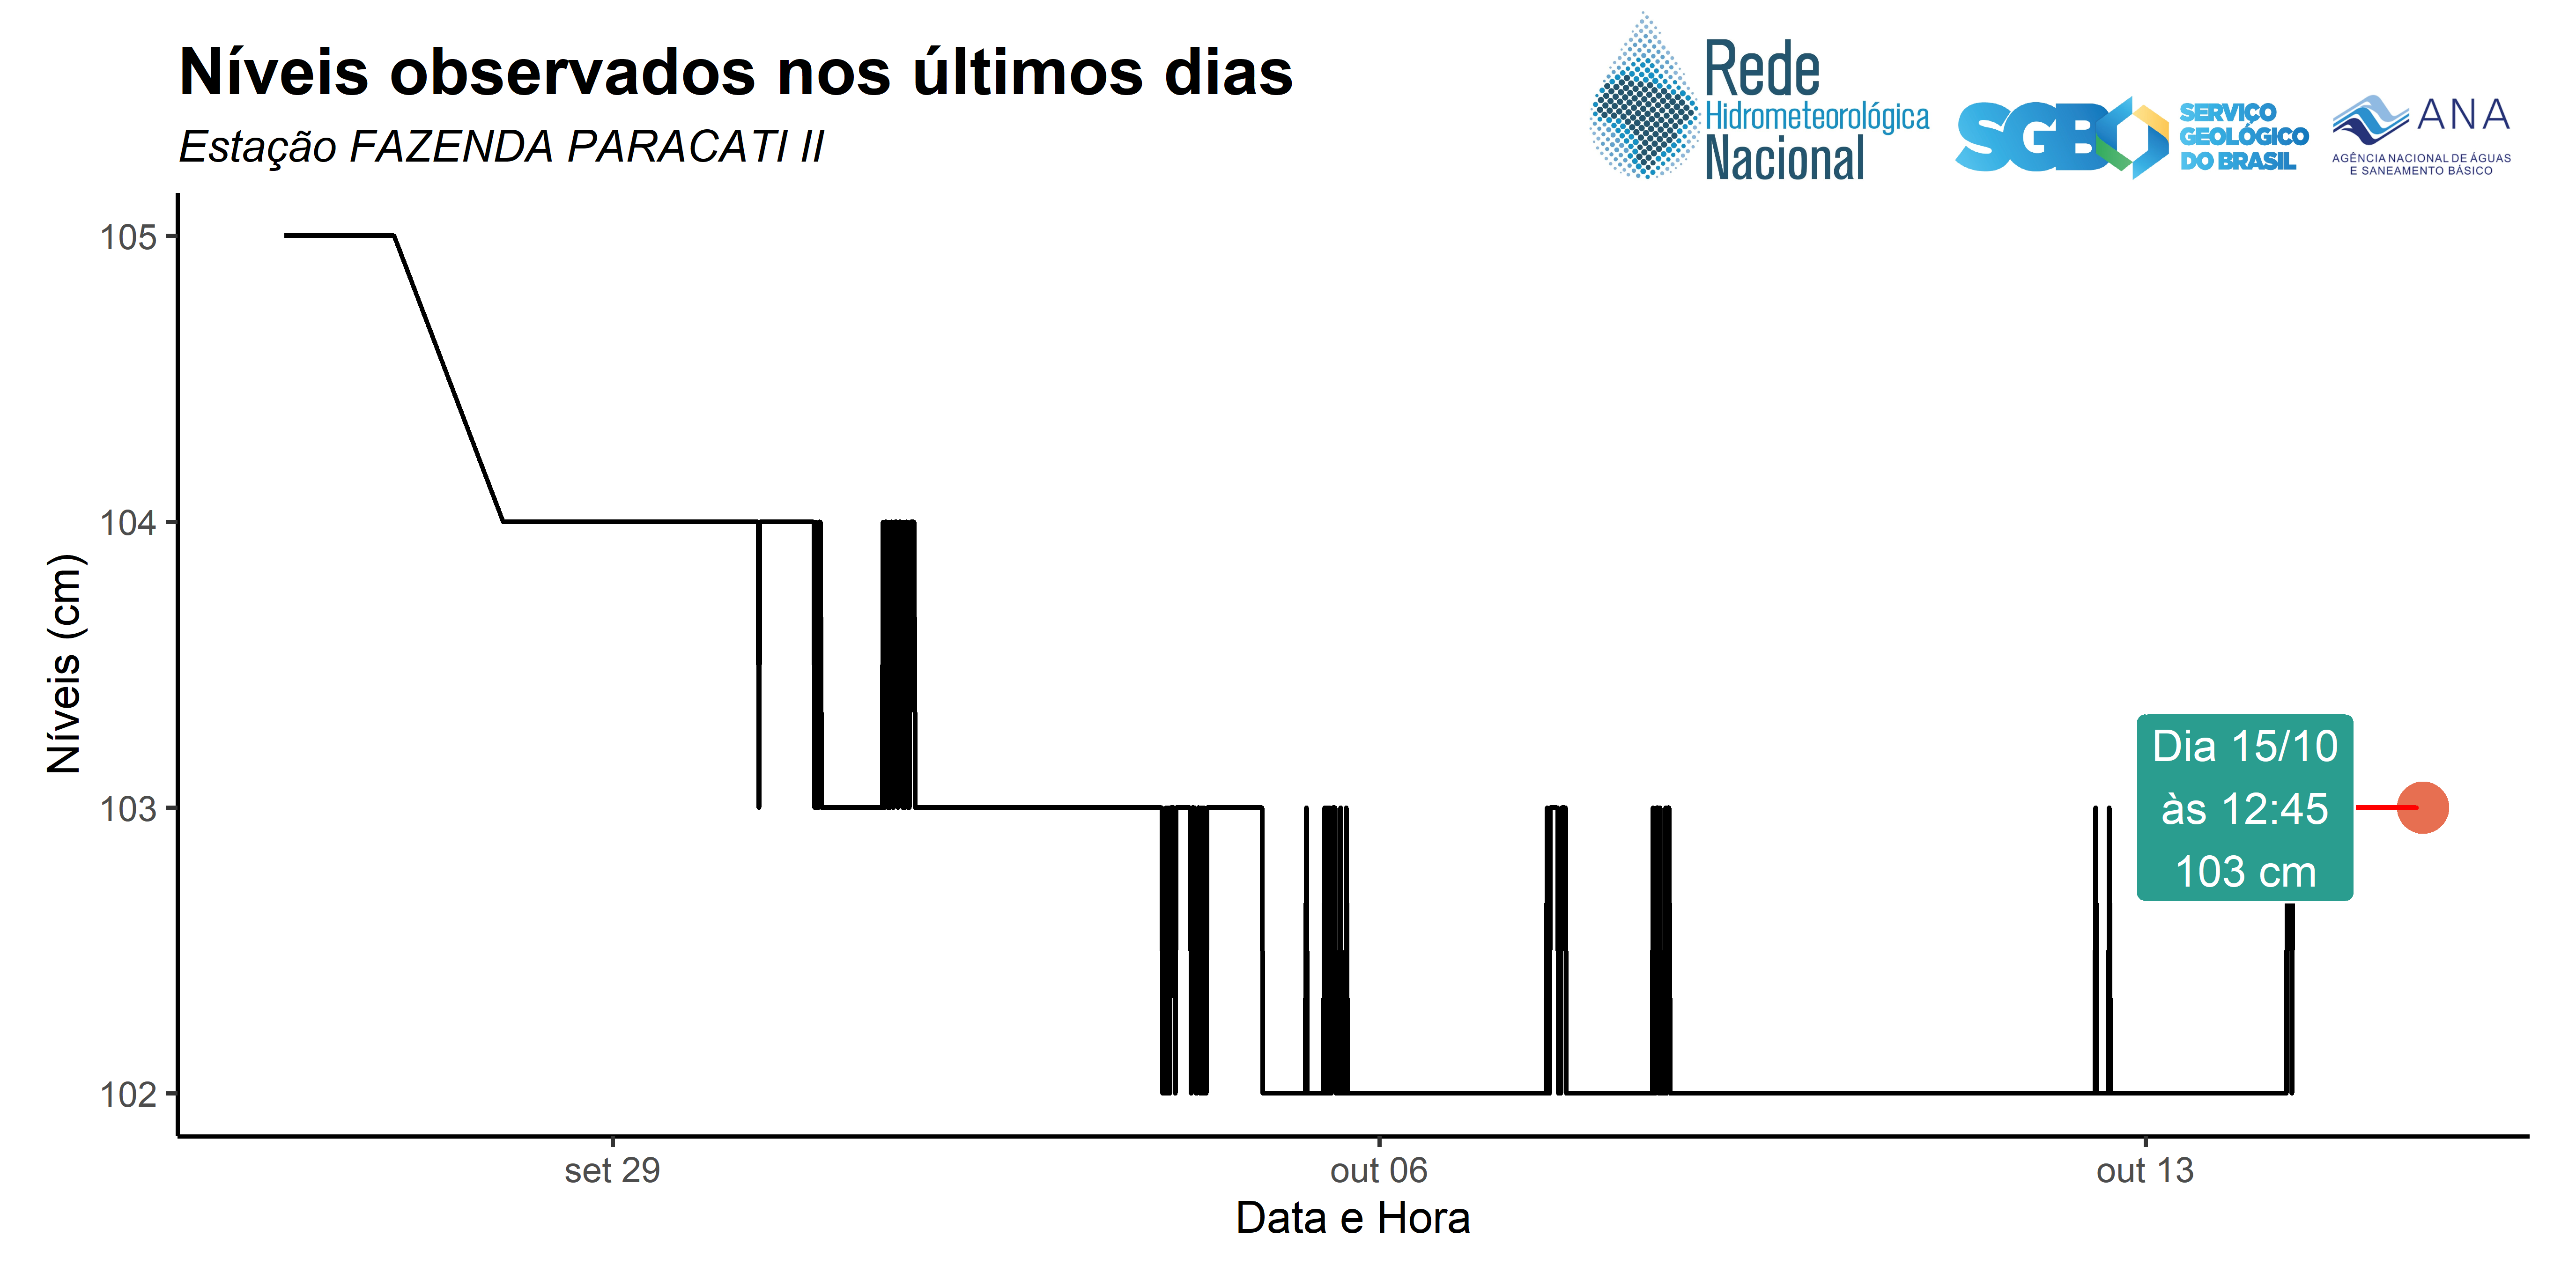 Níveis observados nos últimos dias
Estação FAZENDA PARACATI II
Rede
Hidrometeorológica
Nacional
SGB
SERVIÇO
GEOLÓGICO
DO BRASIL
ANA
AGÊNCIA NACIONAL DE ÁGUAS
E SANEAMENTO BÁSICO
Níveis (cm)
105
104
103
102
Dia 15/10
às 12:45
103 cm
set 29
out 06
out 13
Data e Hora